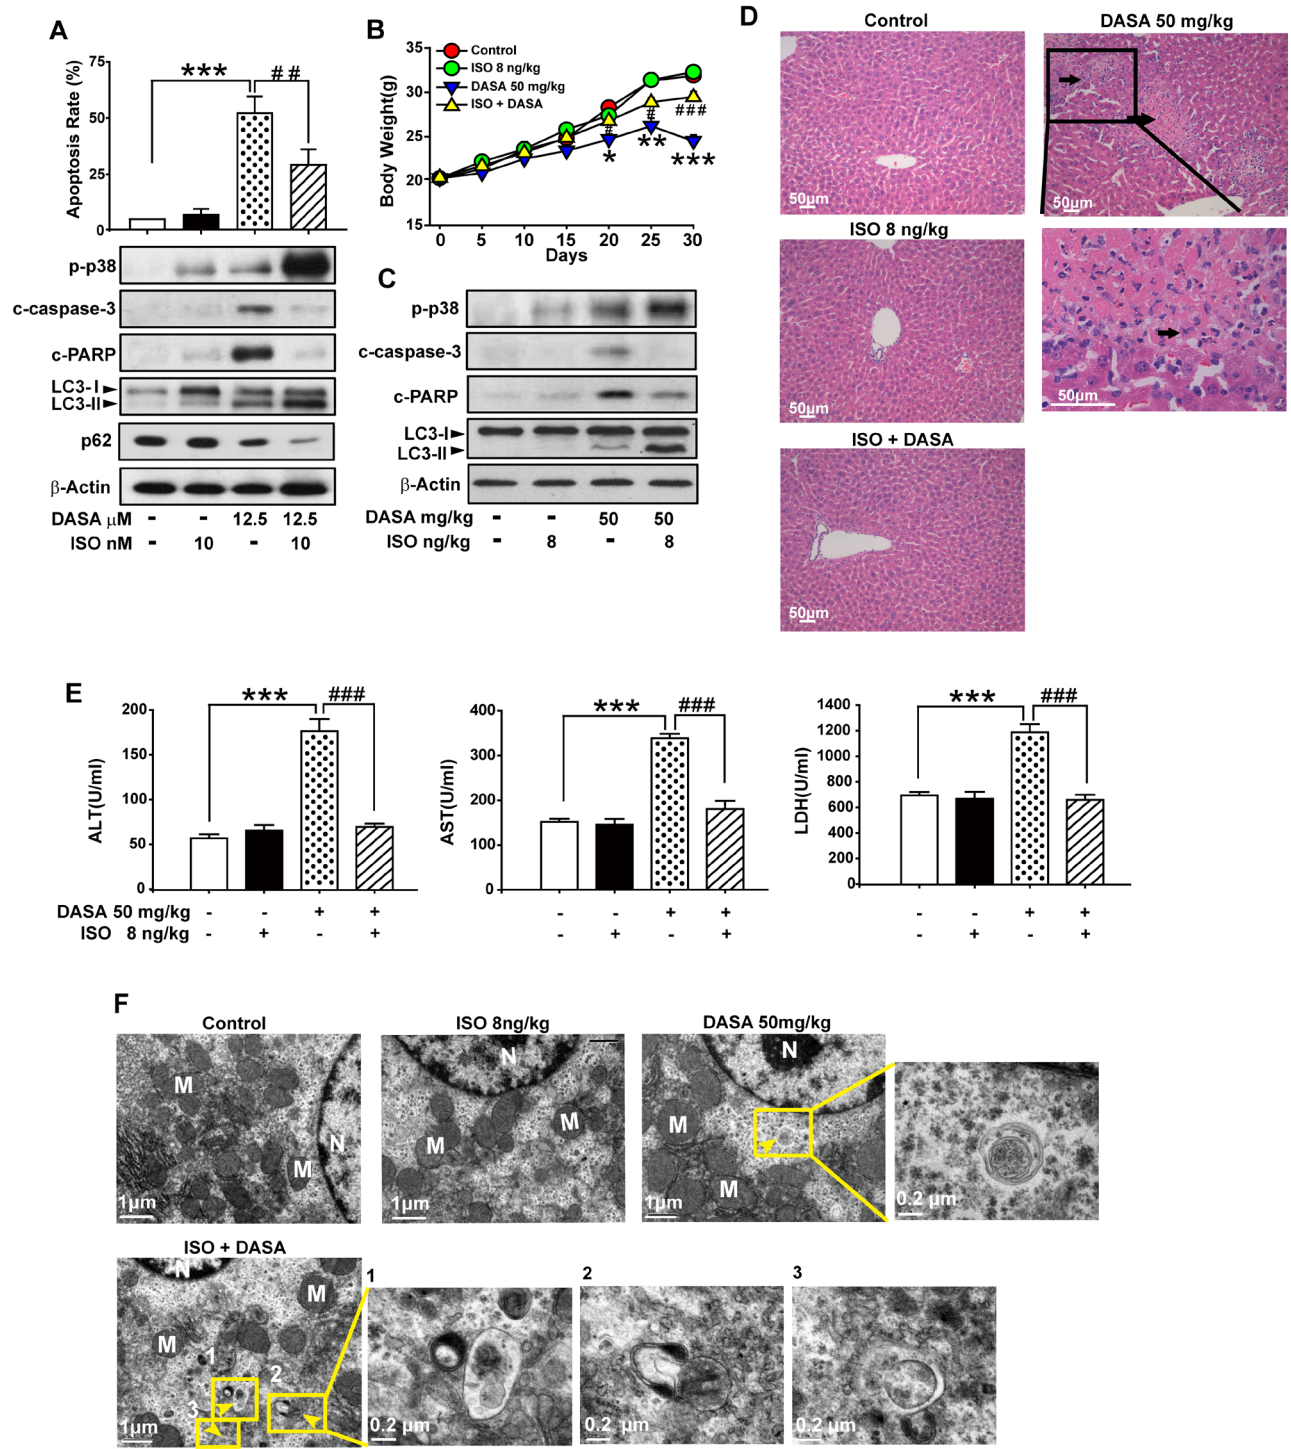 A
Apoptosis Rate (%)
75
50
25
0
***
##
p-p38
c-caspase-3
c-PARP
LC3-I
LC3-II
p62
β-Actin
DASA μM - - 12.5 12.5
ISO nM - 10 - 10
B
Body Weight(g)
35
30
25
20
15
Control
ISO 8 ng/kg
DASA 50 mg/kg
ISO + DASA
#
#
###
*
**
***
0 5 10 15 20 25 30
Days
C
p-p38
c-caspase-3
c-PARP
LC3-I
LC3-II
β-Actin
DASA mg/kg - - 50 50
ISO ng/kg - 8 - 8
D
Control
50μm
DASA 50 mg/kg
50μm
ISO 8 ng/kg
50μm
50μm
ISO + DASA
50μm
E
ALT(U/ml)
200
150
100
50
0
***
###
AST(U/ml)
400
300
200
100
0
***
###
LDH(U/ml)
1400
1200
1000
800
600
400
200
0
***
###
DASA 50 mg/kg - - + + - - + + - - + +
ISO 8 ng/kg - + - + - + - + - + - +
F
Control
M
N
M
1μm
ISO 8ng/kg
N
M
M
1μm
DASA 50mg/kg
N
M
M
1μm
0.2 μm
ISO + DASA
N
M
M
1
2
3
1μm
1
0.2 μm
2
0.2 μm
3
0.2 μm